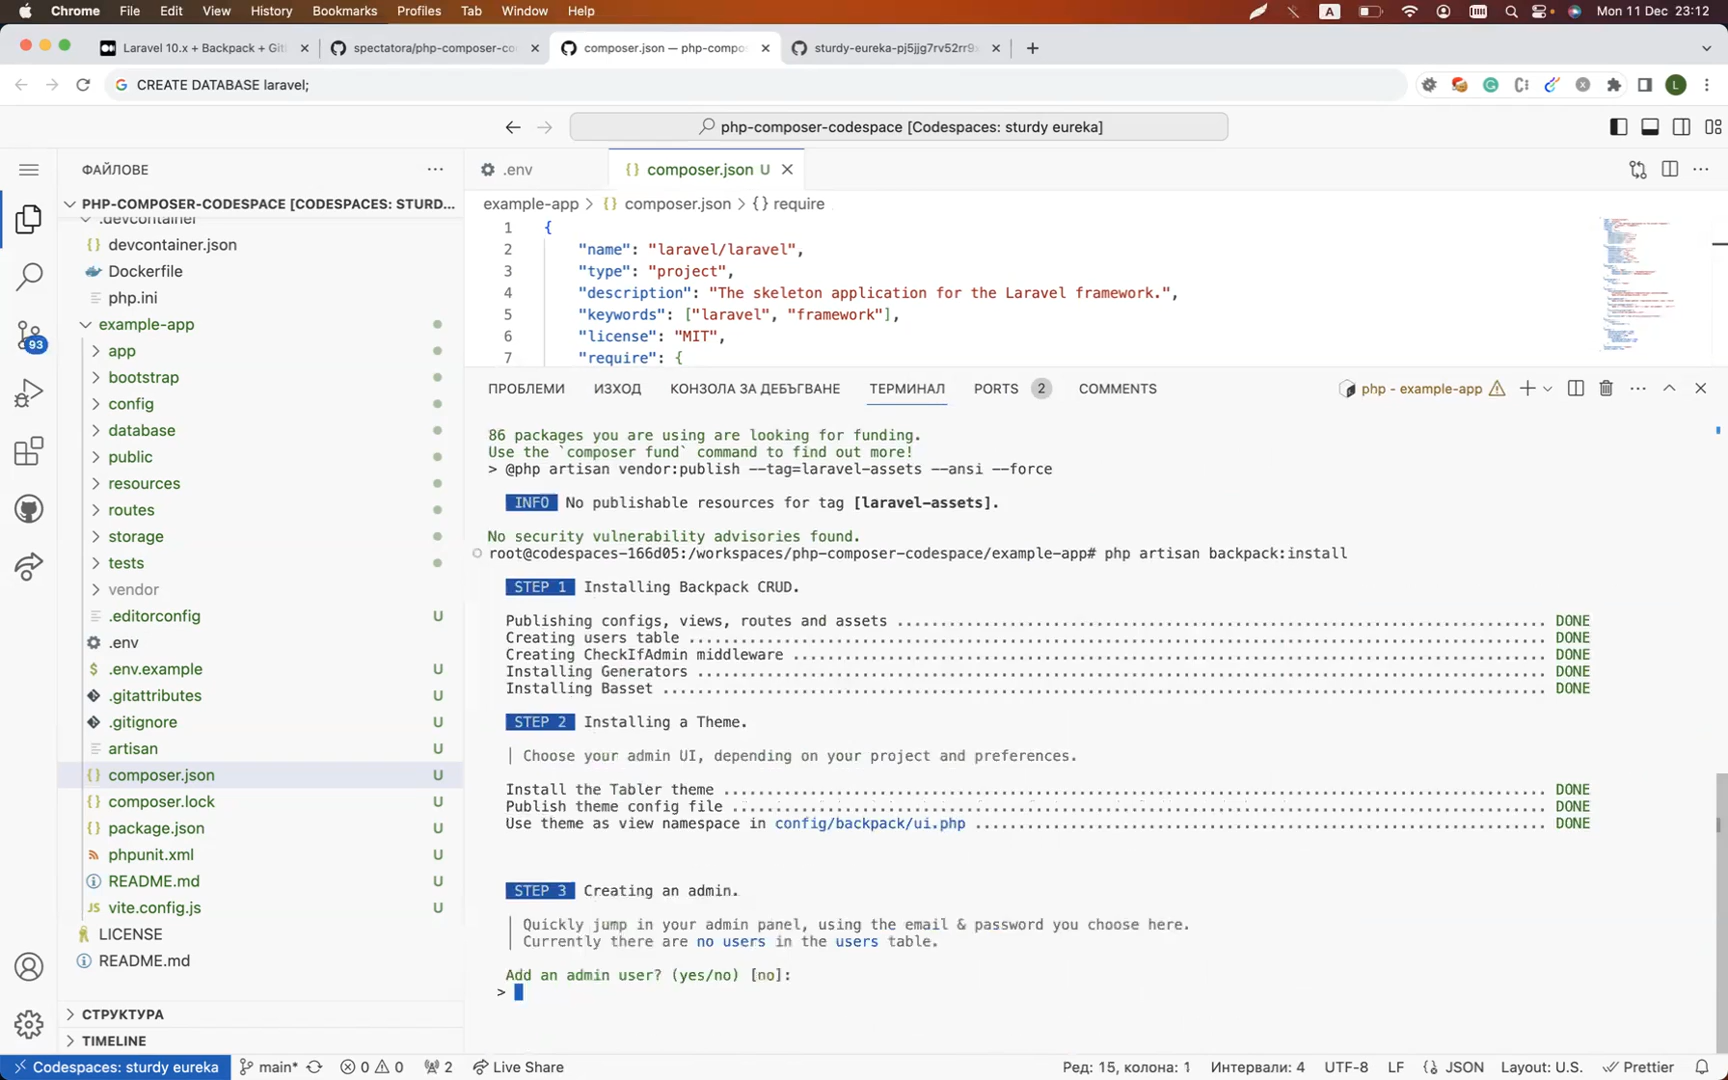 Chrome File Edit View History Bookmarks Profiles Tab Window Help A Mon 11 Dec 23:12
Laravel 10.x + Backpack + Git
spectatora/php-composer-co
composer.json — php-compo
sturdy-eureka-pj5jjg7rv52rr9
CREATE DATABASE laravel;
L
php-composer-codespace [Codespaces: sturdy eureka]
ФАЙЛОВЕ
.env
composer.json U
PHP-COMPOSER-CODESPACE [CODESPACES: STURD...
example-app > {} composer.json > {} require
.devcontainer
devcontainer.json
Dockerfile
php.ini
example-app
app
bootstrap
config
database
public
resources
routes
storage
tests
vendor
.editorconfig U
.env
.env.example U
.gitattributes U
.gitignore U
artisan U
composer.json U
composer.lock U
package.json U
phpunit.xml U
README.md U
vite.config.js U
LICENSE
README.md
СТРУКТУРА
TIMELINE
93
1 {
2 "name": "laravel/laravel",
3 "type": "project",
4 "description": "The skeleton application for the Laravel framework.",
5 "keywords": ["laravel", "framework"],
6 "license": "MIT",
7 "require": {
ПРОБЛЕМИ ИЗХОД КОНЗОЛА ЗА ДЕБЪГВАНЕ ТЕРМИНАЛ PORTS 2 COMMENTS php - example-app
86 packages you are using are looking for funding.
Use the `composer fund` command to find out more!
> @php artisan vendor:publish --tag=laravel-assets --ansi --force
INFO No publishable resources for tag [laravel-assets].
No security vulnerability advisories found.
root@codespaces-166d05:/workspaces/php-composer-codespace/example-app# php artisan backpack:install
STEP 1 Installing Backpack CRUD.
Publishing configs, views, routes and assets ........................................................................... DONE
Creating users table ................................................................................................... DONE
Creating CheckIfAdmin middleware ....................................................................................... DONE
Installing Generators .................................................................................................. DONE
Installing Basset ...................................................................................................... DONE
STEP 2 Installing a Theme.
Choose your admin UI, depending on your project and preferences.
Install the Tabler theme ............................................................................................... DONE
Publish theme config file .............................................................................................. DONE
Use theme as view namespace in config/backpack/ui.php .................................................................. DONE
STEP 3 Creating an admin.
Quickly jump in your admin panel, using the email & password you choose here.
Currently there are no users in the users table.
Add an admin user? (yes/no) [no]:
>
Codespaces: sturdy eureka main* 0 0 2 Live Share Ред: 15, колона: 1 Интервали: 4 UTF-8 LF {} JSON Layout: U.S. Prettier